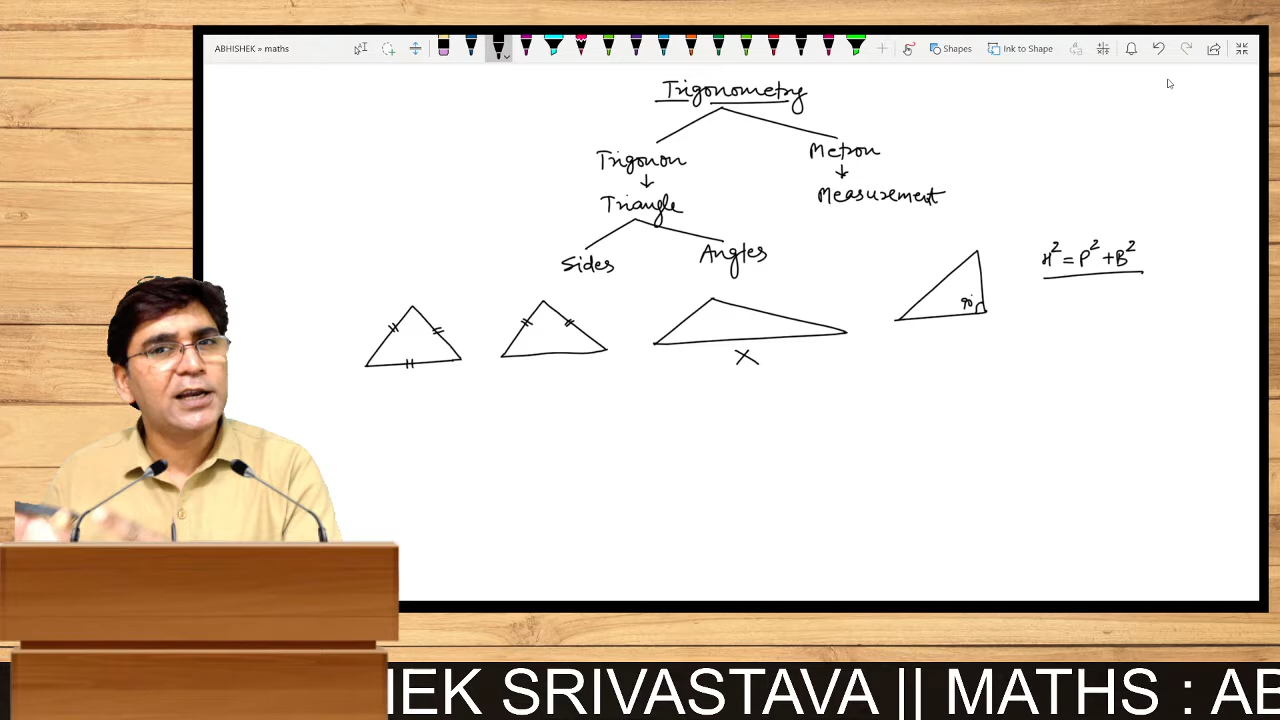 ABHISHEK » maths
Shapes
Ink to Shape
Trigonometry
Trigonon
Metron
↓
↓
Triangle
Measurement
Sides
Angles
H² = P² + B²
90°
X
HEK SRIVASTAVA || MATHS : AB